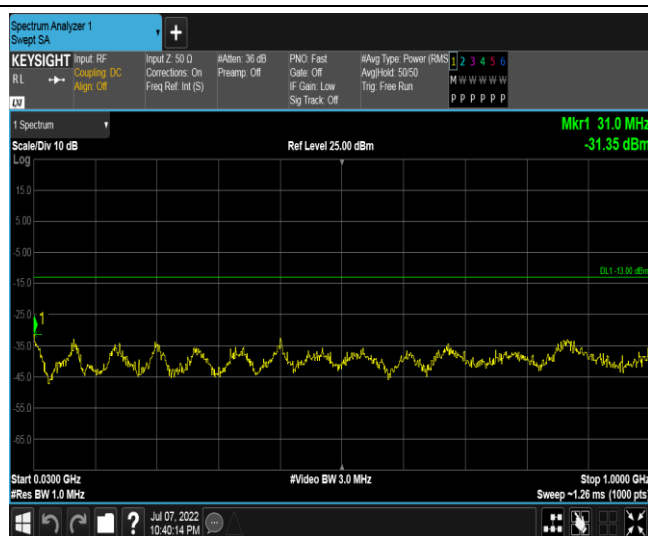 Spectrum Analyzer 1
Swept SA
+
KEYSIGHT Input: RF Input Z: 50 Ω #Atten: 36 dB PNO: Fast #Avg Type: Power (RMS 1 2 3 4 5 6
RL Coupling: DC Corrections: On Preamp: Off Gate: Off Avg|Hold: 50/50 M W W W W W
Align: Off Freq Ref: Int (S) IF Gain: Low Trig: Free Run
Sig Track: Off P P P P P P
LXI
1 Spectrum Mkr1 31.0 MHz
Scale/Div 10 dB Ref Level 25.00 dBm -31.35 dBm
Log
15.0
5.00
-5.00
DL1 -13.00 dBm
-15.0
-25.0
1
-35.0
-45.0
-55.0
-65.0
Start 0.0300 GHz #Video BW 3.0 MHz Stop 1.0000 GHz
#Res BW 1.0 MHz Sweep ~1.26 ms (1000 pts)
? Jul 07, 2022
10:40:14 PM